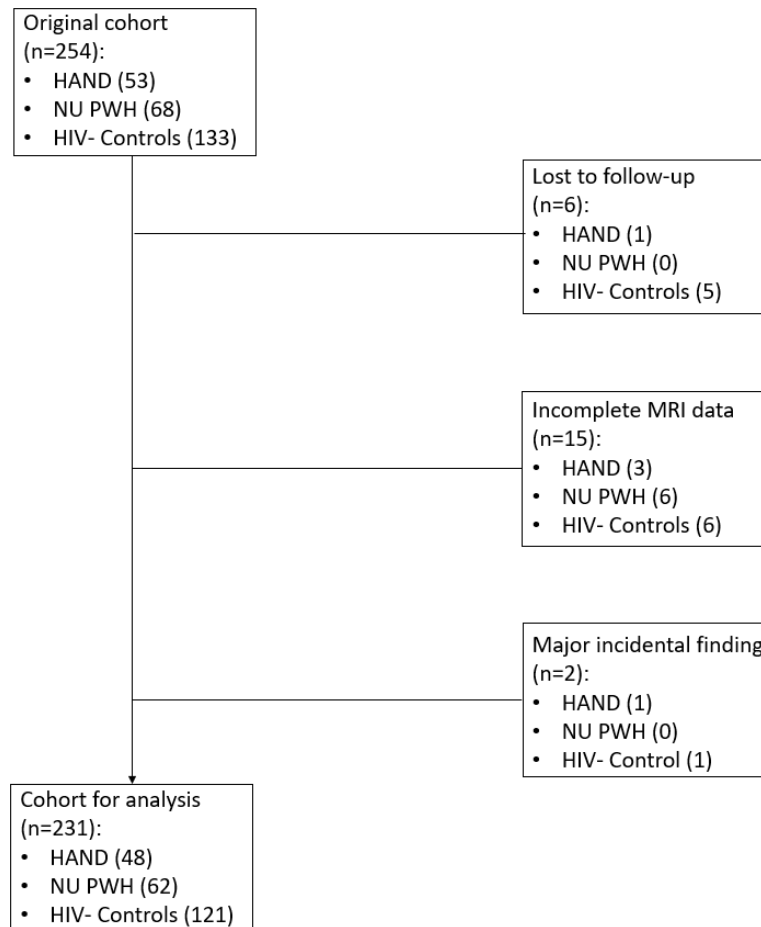 Original cohort
(n=254):
• HAND (53)
• NU PWH (68)
• HIV- Controls (133)
Lost to follow-up
(n=6):
• HAND (1)
• NU PWH (0)
• HIV- Controls (5)
Incomplete MRI data
(n=15):
• HAND (3)
• NU PWH (6)
• HIV- Controls (6)
Major incidental finding
(n=2):
• HAND (1)
• NU PWH (0)
• HIV- Control (1)
Cohort for analysis
(n=231):
• HAND (48)
• NU PWH (62)
• HIV- Controls (121)